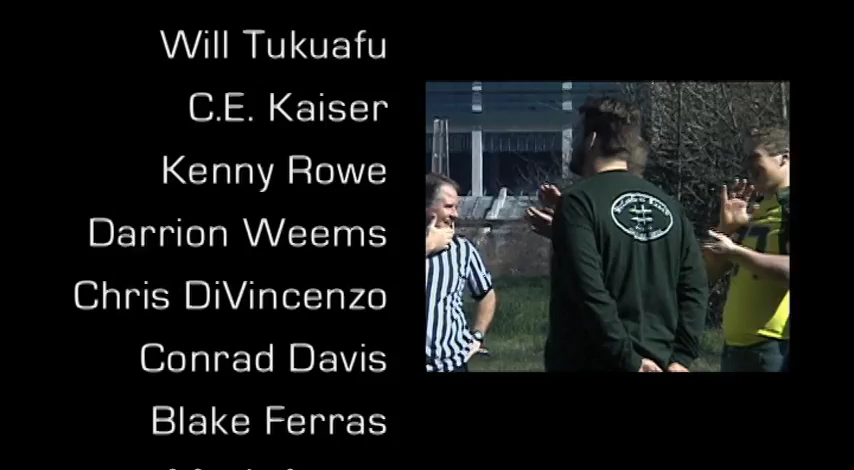 Will Tukuafu
C.E. Kaiser
Kenny Rowe
Darrion Weems
Chris DiVincenzo
Conrad Davis
Blake Ferras